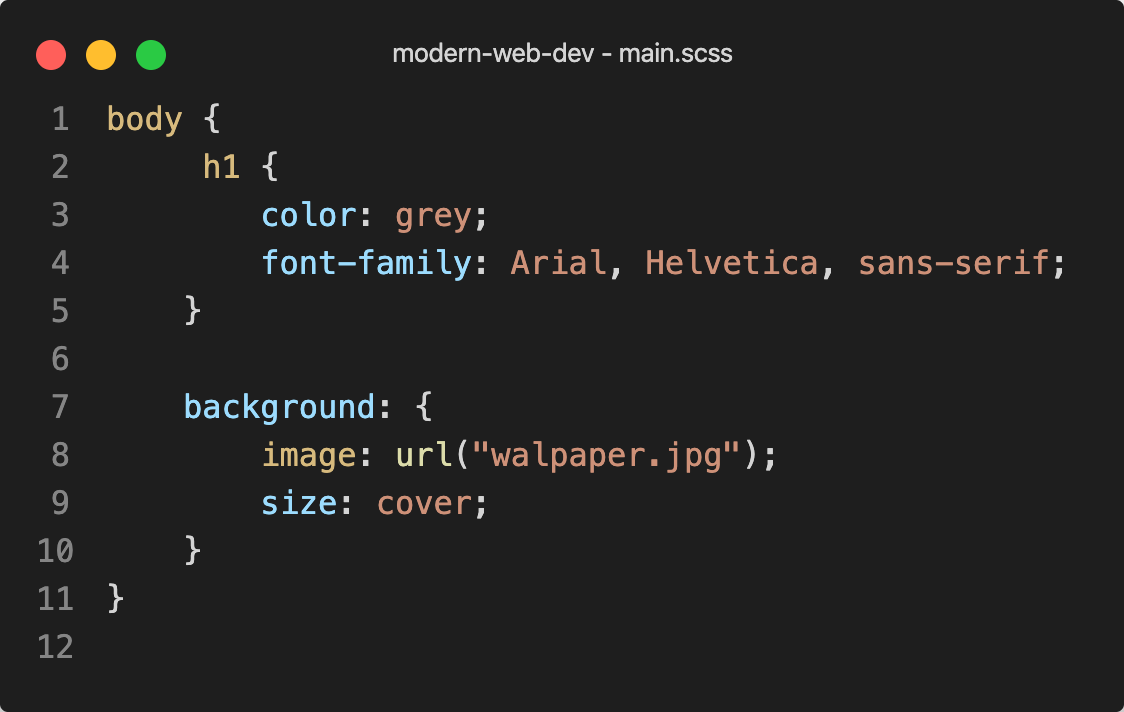 modern-web-dev - main.scss
1 body {
2      h1 {
3         color: grey;
4         font-family: Arial, Helvetica, sans-serif;
5     }
6
7     background: {
8         image: url("walpaper.jpg");
9         size: cover;
10     }
11 }
12